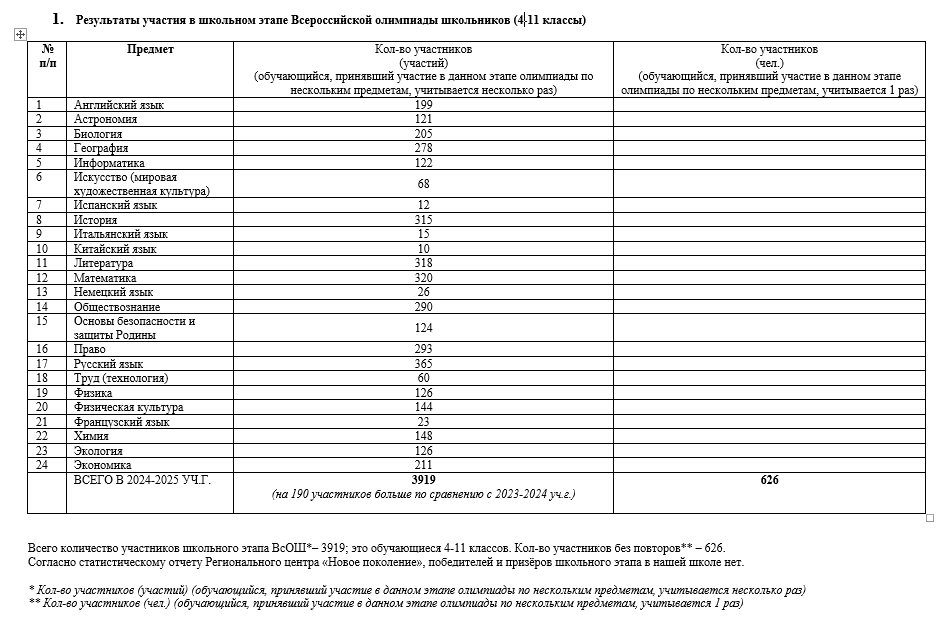 1. Результаты участия в школьном этапе Всероссийской олимпиады школьников (4-11 классы)
№ п/п Предмет Кол-во участников (участий) (обучающийся, принявший участие в данном этапе олимпиады по нескольким предметам, учитывается несколько раз) Кол-во участников (чел.) (обучающийся, принявший участие в данном этапе олимпиады по нескольким предметам, учитывается 1 раз)
1 Английский язык 199
2 Астрономия 121
3 Биология 205
4 География 278
5 Информатика 122
6 Искусство (мировая художественная культура) 68
7 Испанский язык 12
8 История 315
9 Итальянский язык 15
10 Китайский язык 10
11 Литература 318
12 Математика 320
13 Немецкий язык 26
14 Обществознание 290
15 Основы безопасности и защиты Родины 124
16 Право 293
17 Русский язык 365
18 Труд (технология) 60
19 Физика 126
20 Физическая культура 144
21 Французский язык 23
22 Химия 148
23 Экология 126
24 Экономика 211
ВСЕГО В 2024-2025 УЧ.Г. 3919 626
(на 190 участников больше по сравнению с 2023-2024 уч.г.)
Всего количество участников школьного этапа ВсОШ*– 3919; это обучающиеся 4-11 классов. Кол-во участников без повторов** – 626.
Согласно статистическому отчету Регионального центра «Новое поколение», победителей и призёров школьного этапа в нашей школе нет.
* Кол-во участников (участий) (обучающийся, принявший участие в данном этапе олимпиады по нескольким предметам, учитывается несколько раз)
** Кол-во участников (чел.) (обучающийся, принявший участие в данном этапе олимпиады по нескольким предметам, учитывается 1 раз)